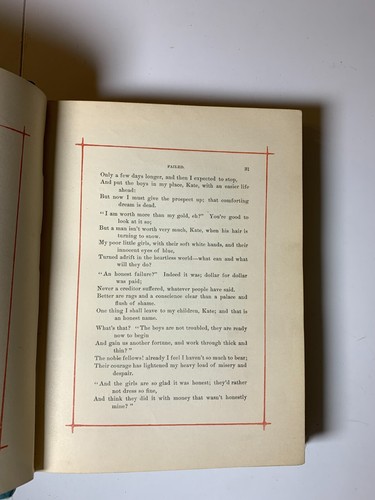 FAILED. 91
Only a few days longer, and then I expected to stop,
And put the boys in my place, Kate, with an easier life
ahead:
But now I must give the prospect up; that comforting
dream is dead.
"I am worth more than my gold, eh?" You're good to
look at it so;
But a man isn't worth very much, Kate, when his hair is
turning to snow.
My poor little girls, with their soft white hands, and their
innocent eyes of blue,
Turned adrift in the heartless world—what can and what
will they do?
"An honest failure?" Indeed it was; dollar for dollar
was paid;
Never a creditor suffered, whatever people have said.
Better are rags and a conscience clear than a palace and
flush of shame.
One thing I shall leave to my children, Kate; and that is
an honest name.
What's that? "The boys are not troubled, they are ready
now to begin
And gain us another fortune, and work through thick and
thin?"
The noble fellows! already I feel I haven't so much to bear;
Their courage has lightened my heavy load of misery and
despair.
"And the girls are so glad it was honest; they'd rather
not dress so fine,
And think they did it with money that wasn't honestly
mine?"